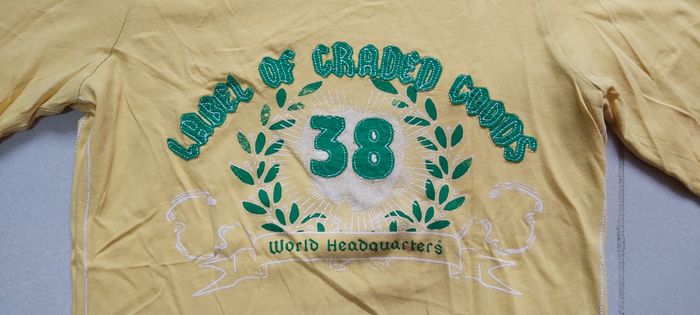 LABEL OF GRADED GOODS
38
World Headquarters